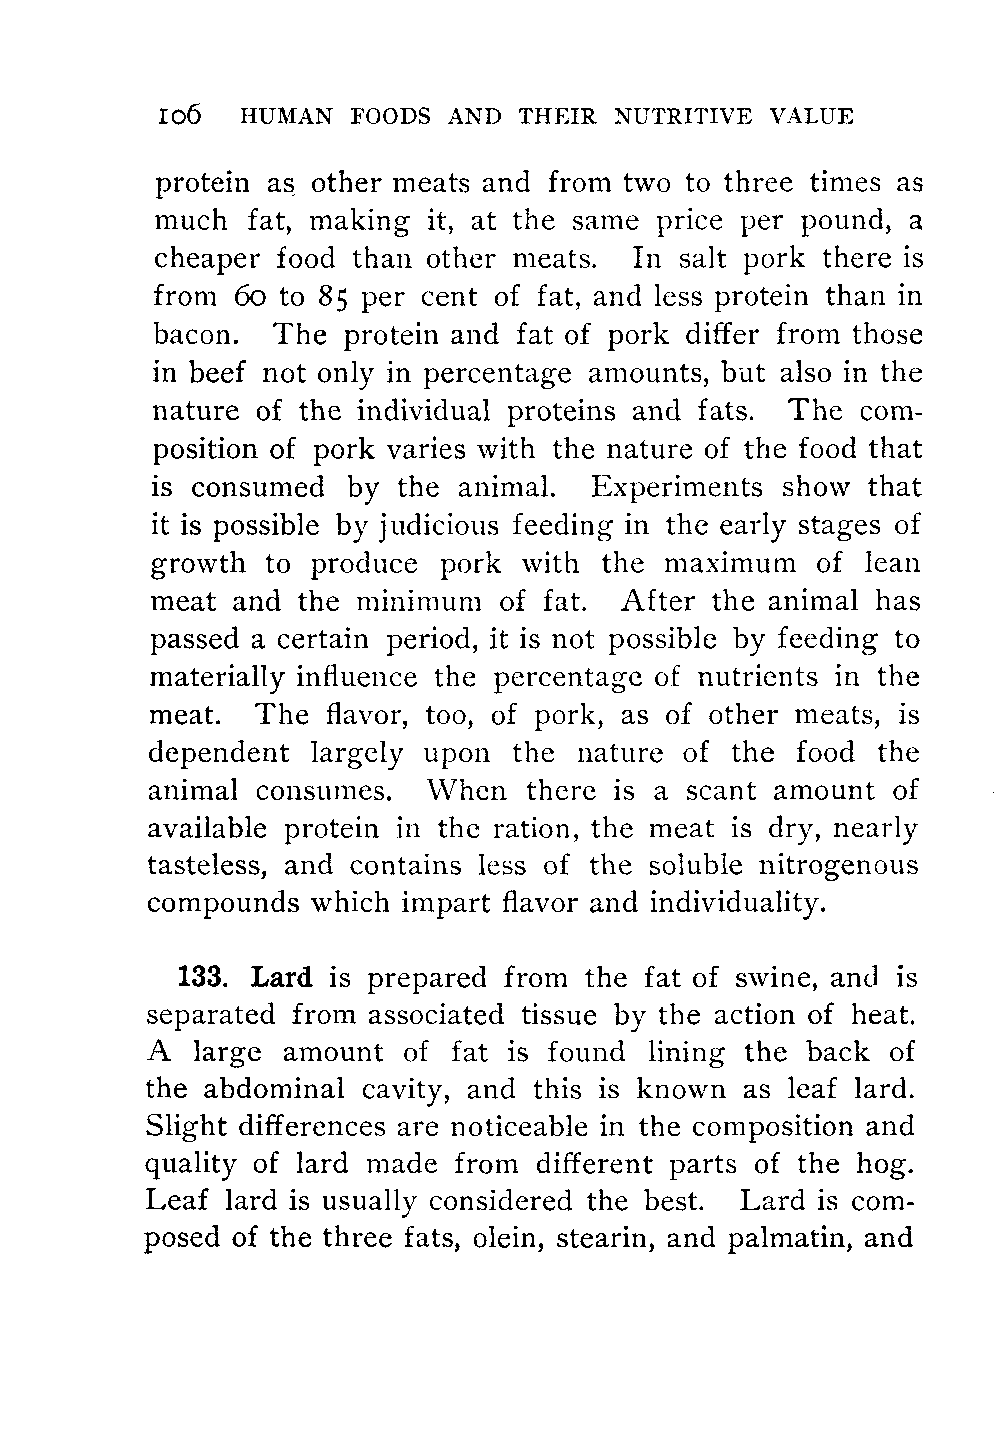 106 HUMAN FOODS AND THEIR NUTRITIVE VALUE
protein as other meats and from two to three times as
much fat, making it, at the same price per pound, a
cheaper food than other meats. In salt pork there is
from 60 to 85 per cent of fat, and less protein than in
bacon. The protein and fat of pork differ from those
in beef not only in percentage amounts, but also in the
nature of the individual proteins and fats. The com-
position of pork varies with the nature of the food that
is consumed by the animal. Experiments show that
it is possible by judicious feeding in the early stages of
growth to produce pork with the maximum of lean
meat and the minimum of fat. After the animal has
passed a certain period, it is not possible by feeding to
materially influence the percentage of nutrients in the
meat. The flavor, too, of pork, as of other meats, is
dependent largely upon the nature of the food the
animal consumes. When there is a scant amount of
available protein in the ration, the meat is dry, nearly
tasteless, and contains less of the soluble nitrogenous
compounds which impart flavor and individuality.
133. Lard is prepared from the fat of swine, and is
separated from associated tissue by the action of heat.
A large amount of fat is found lining the back of
the abdominal cavity, and this is known as leaf lard.
Slight differences are noticeable in the composition and
quality of lard made from different parts of the hog.
Leaf lard is usually considered the best. Lard is com-
posed of the three fats, olein, stearin, and palmatin, and